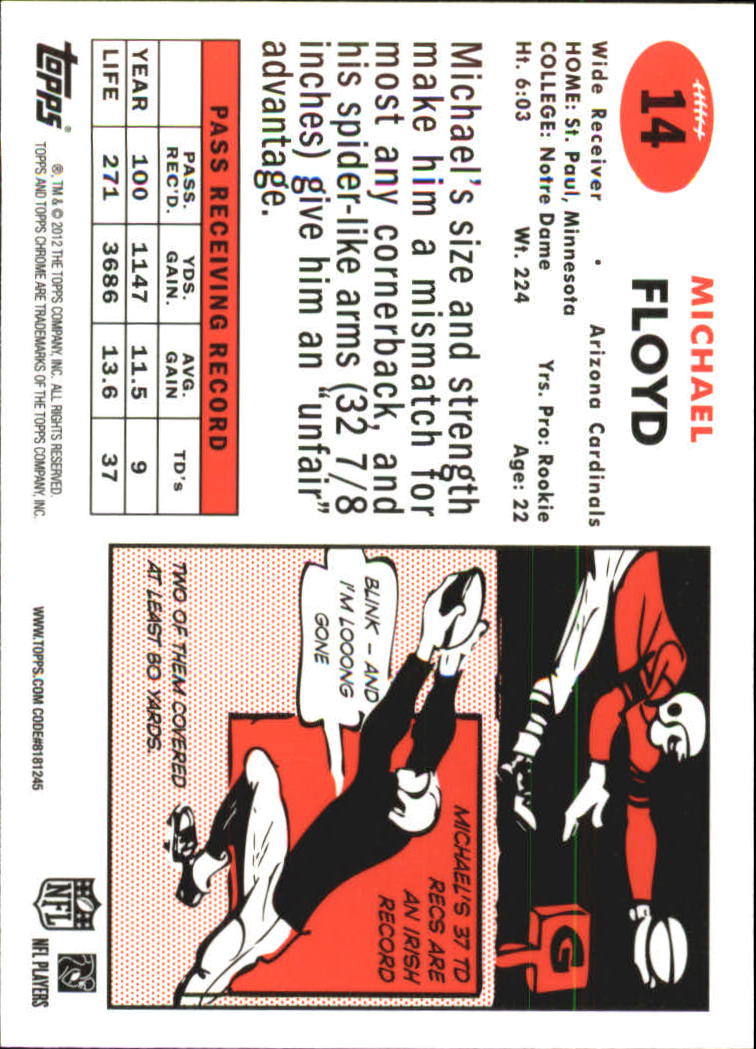 14
MICHAEL
FLOYD
Wide Receiver • Arizona Cardinals
HOME: St. Paul, Minnesota
COLLEGE: Notre Dame Yrs. Pro: Rookie
Ht. 6:03 Wt. 224 Age: 22
Michael's size and strength
make him a mismatch for
most any cornerback, and
his spider-like arms (32 7/8
inches) give him an "unfair"
advantage.
PASS RECEIVING RECORD
PASS. REC'D. YDS. GAIN. AVG. GAIN TD's
YEAR 100 1147 11.5 9
LIFE 271 3686 13.6 37
topps®
®, TM & © 2012 THE TOPPS COMPANY, INC. ALL RIGHTS RESERVED.
TOPPS AND TOPPS CHROME ARE TRADEMARKS OF THE TOPPS COMPANY, INC.
G
MICHAEL'S 37 TD
RECS ARE
AN IRISH
RECORD
BLINK – AND
I'M LOOONG
GONE
TWO OF THEM COVERED
AT LEAST 80 YARDS.
WWW.TOPPS.COM CODE#8181245
NFL
NFL PLAYERS